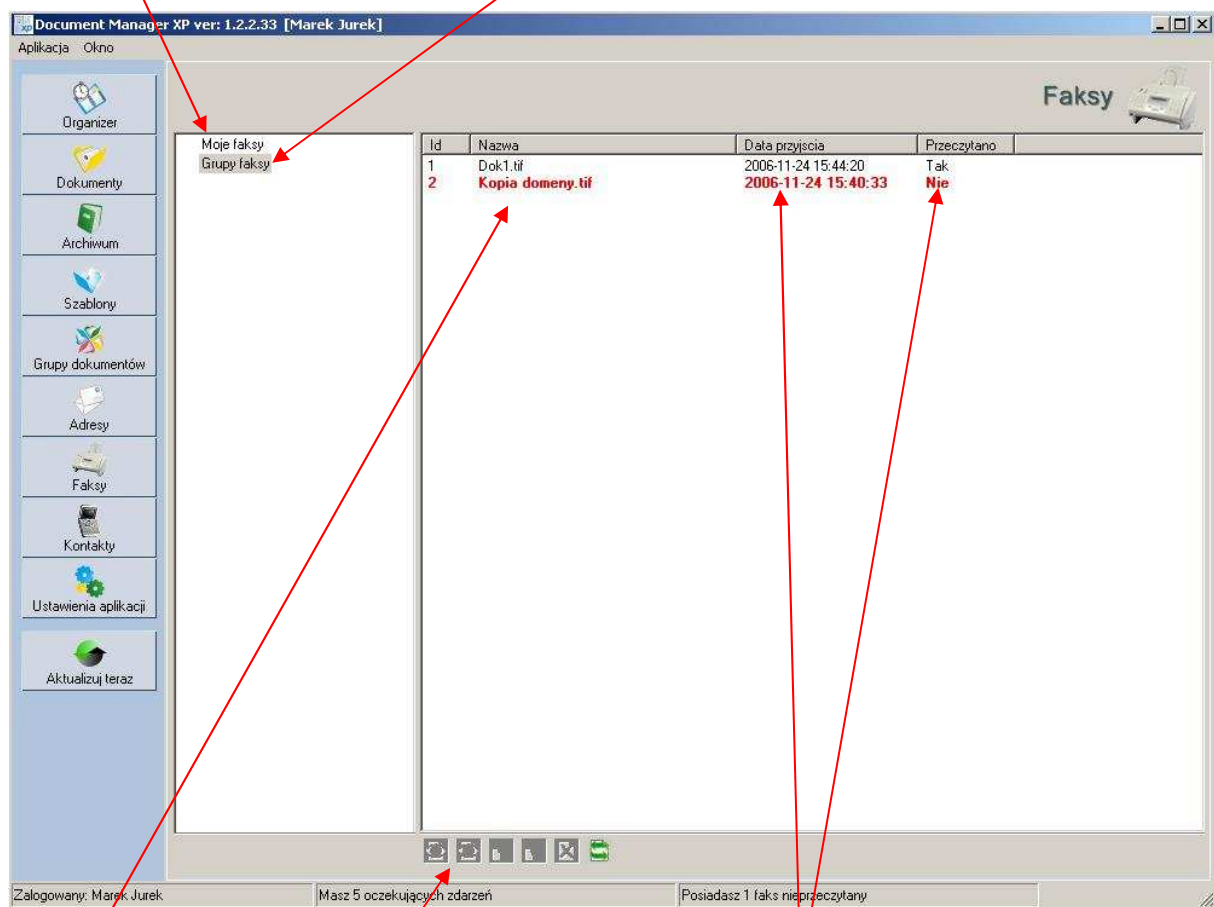 Document Manager XP ver: 1.2.2.33 [Marek Jurek]
Aplikacja Okno
Faksy
Organizer
Dokumenty
Archiwum
Szablony
Grupy dokumentów
Adresy
Faksy
Kontakty
Ustawienia aplikacji
Aktualizuj teraz
Moje faksy
Grupy faksy
Id Nazwa Data przyjscia Przeczytano
1 Dok1.tif 2006-11-24 15:44:20 Tak
2 Kopia domeny.tif 2006-11-24 15:40:33 Nie
Zalogowany: Marek Jurek Masz 5 oczekujących zdarzeń Posiadasz 1 faks nieprzeczytany